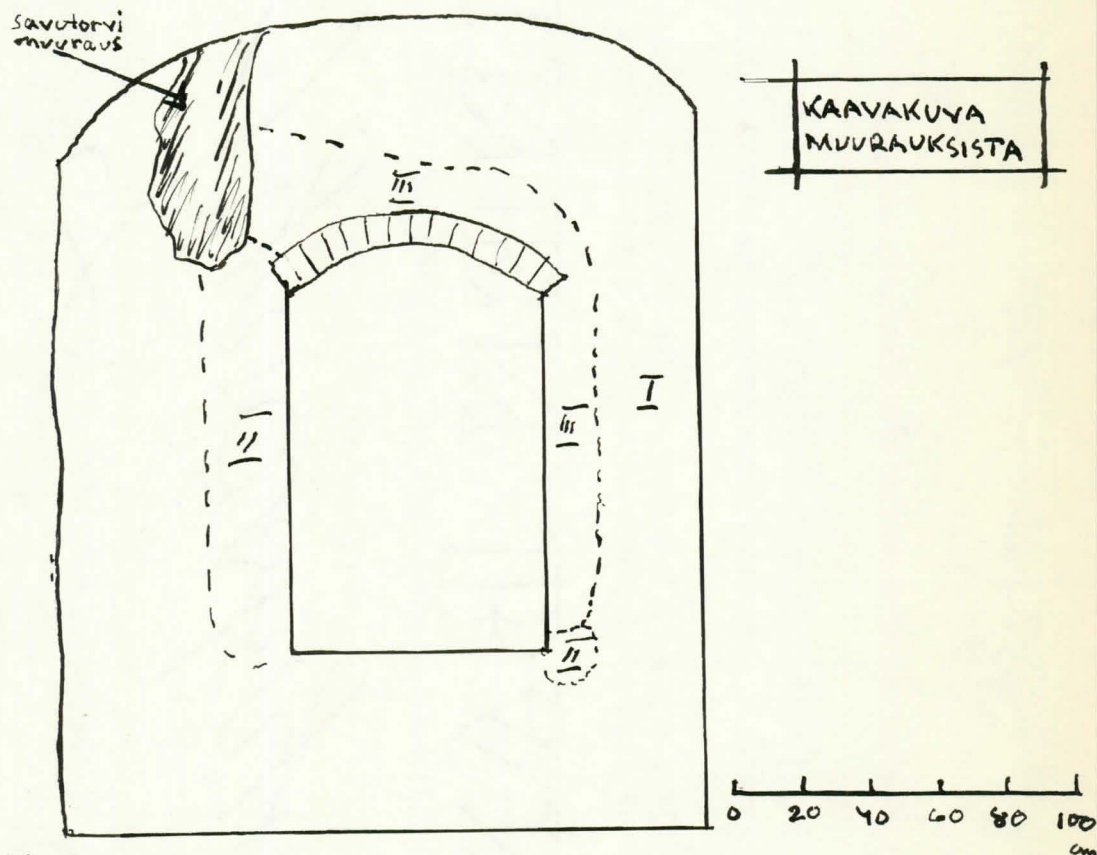 savutorvi
muuraus
KAAVAKUVA
MUURAUKSISTA
III
I
II
III
II
0 20 40 60 80 100
cm